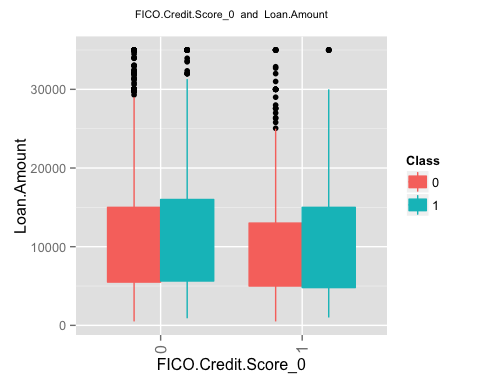 FICO.Credit.Score_0 and Loan.Amount
Loan.Amount
30000
20000
10000
0
0
1
FICO.Credit.Score_0
Class
0
1